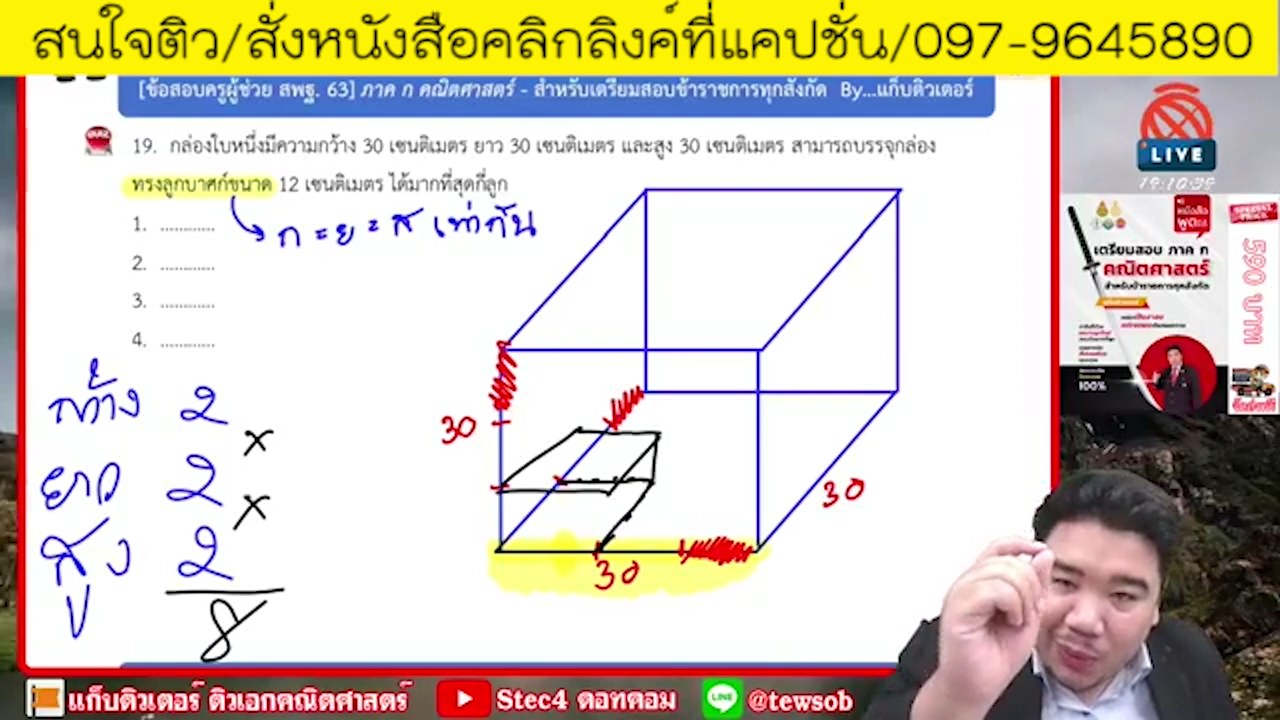 สนใจติว/สั่งหนังสือคลิกลิงค์ที่แคปชั่น/097-9645890
[ข้อสอบครูผู้ช่วย สพฐ. 63] ภาค ก คณิตศาสตร์ - สำหรับเตรียมสอบข้าราชการทุกสังกัด By...แก็บติวเตอร์
QUIZ
19. กล่องใบหนึ่งมีความกว้าง 30 เซนติเมตร ยาว 30 เซนติเมตร และสูง 30 เซนติเมตร สามารถบรรจุกล่อง
ทรงลูกบาศก์ขนาด 12 เซนติเมตร ได้มากที่สุดกี่ลูก
1. .............
ก = ย = ส เท่ากัน
2. .............
3. .............
4. .............
กว้าง 2
×
ยาว 2
×
สูง 2
8
30
30
30
LIVE
19:10:39
หนังสือ
SPECIAL PRICE
เตรียมสอบ ภาค ก
คณิตศาสตร์
100%
590 บาท
แก็บติวเตอร์ ติวเอกคณิตศาสตร์
Stec4 ดอทคอม
LINE
@tewsob